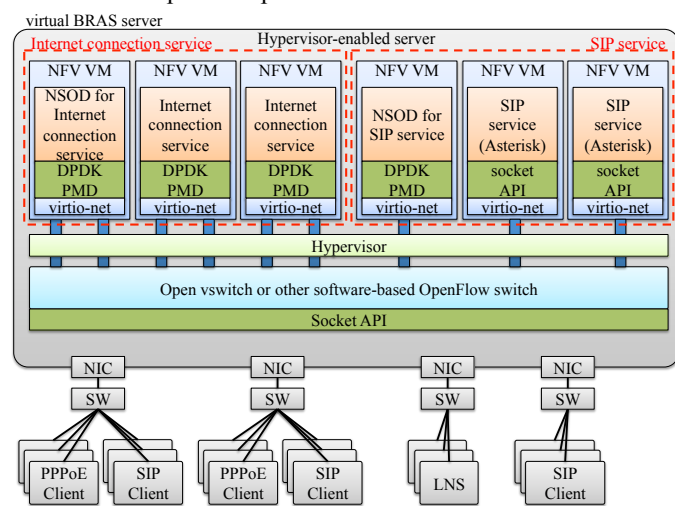 virtual BRAS server
Hypervisor-enabled server
Internet connection service
SIP service
NFV VM
NSOD for
Internet
connection
service
DPDK
PMD
virtio-net
NFV VM
Internet
connection
service
DPDK
PMD
virtio-net
NFV VM
Internet
connection
service
DPDK
PMD
virtio-net
NFV VM
NSOD for
SIP service
DPDK
PMD
virtio-net
NFV VM
SIP
service
(Asterisk)
socket
API
virtio-net
NFV VM
SIP
service
(Asterisk)
socket
API
virtio-net
Hypervisor
Open vswitch or other software-based OpenFlow switch
Socket API
NIC
NIC
NIC
NIC
SW
SW
SW
SW
PPPoE
Client
SIP
Client
PPPoE
Client
SIP
Client
LNS
SIP
Client